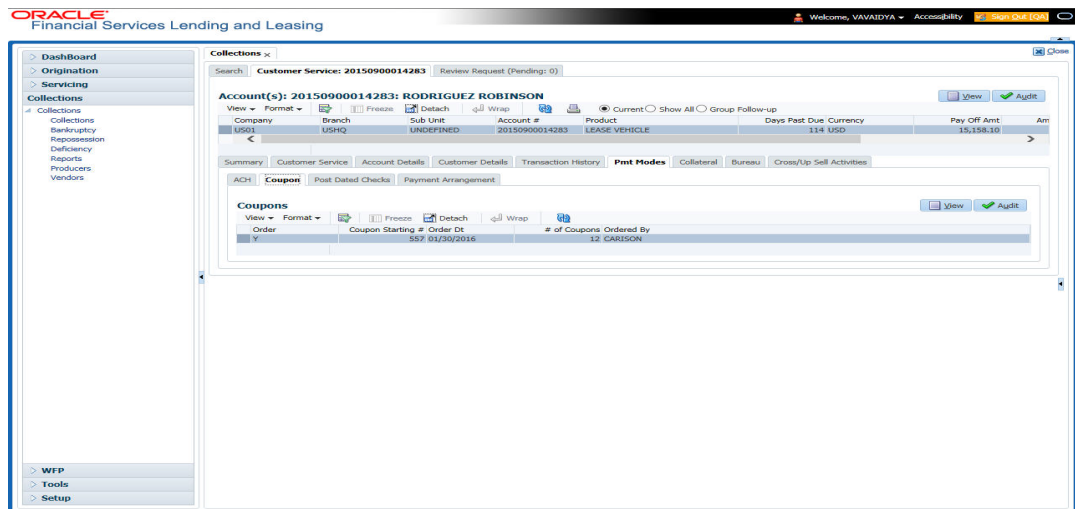 ORACLE
Financial Services Lending and Leasing
Welcome, VAVAIDYA Accessibility Sign Out [QA]
DashBoard
Origination
Servicing
Collections
Collections
Collections
Bankruptcy
Repossession
Deficiency
Reports
Producers
Vendors
WFP
Tools
Setup
Collections x
Close
Search Customer Service: 20150900014283 Review Request (Pending: 0)
Account(s): 20150900014283: RODRIGUEZ ROBINSON
View Audit
View Format Freeze Detach Wrap Current Show All Group Follow-up
Company Branch Sub Unit Account # Product Days Past Due Currency Pay Off Amt Am
US01 USHQ UNDEFINED 20150900014283 LEASE VEHICLE 114 USD 15,158.10
Summary Customer Service Account Details Customer Details Transaction History Pmt Modes Collateral Bureau Cross/Up Sell Activities
ACH Coupon Post Dated Checks Payment Arrangement
Coupons
View Audit
View Format Freeze Detach Wrap
Order Coupon Starting # Order Dt # of Coupons Ordered By
Y 557 01/30/2016 12 CARISON